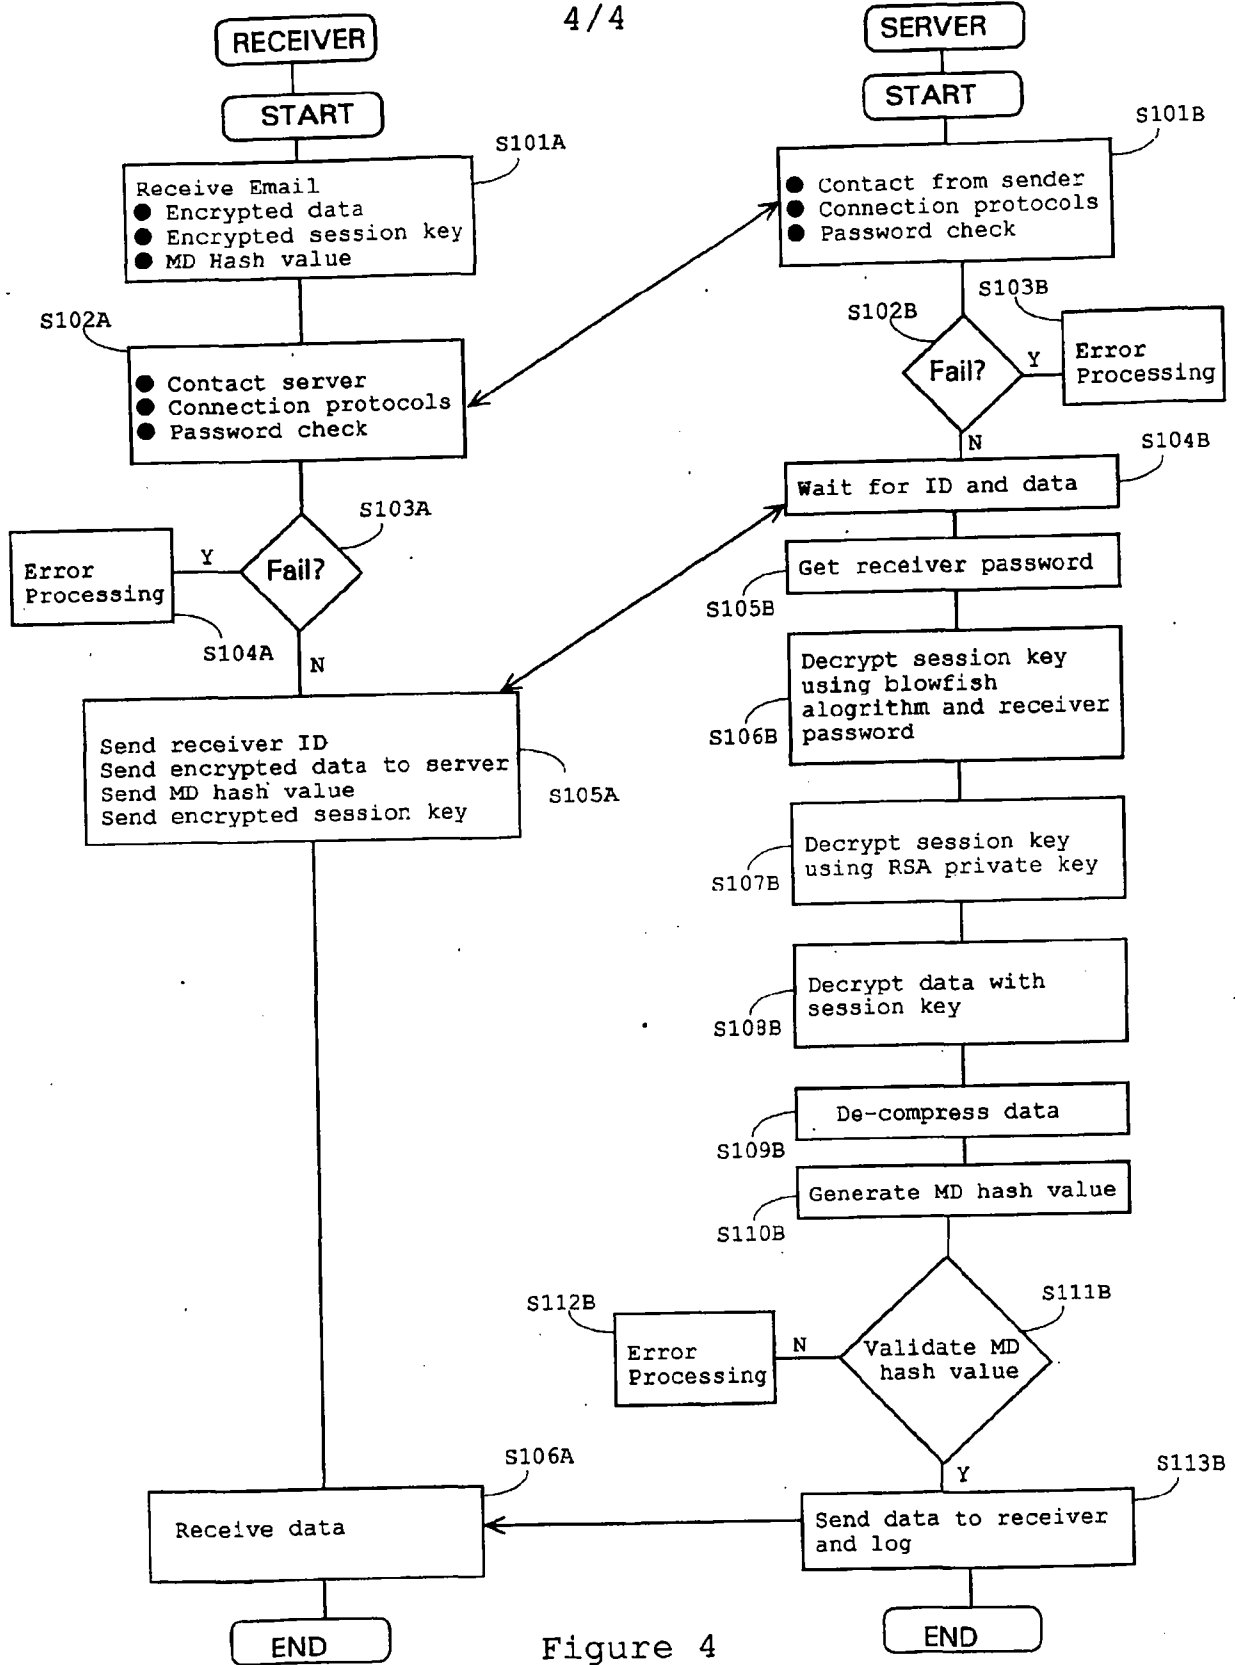 4/4
RECEIVER
START
S101A
Receive Email
● Encrypted data
● Encrypted session key
● MD Hash value
S102A
● Contact server
● Connection protocols
● Password check
S103A
Fail?
Y
Error
Processing
S104A
N
Send receiver ID
Send encrypted data to server
Send MD hash value
Send encrypted session key
S105A
S106A
Receive data
END
SERVER
START
S101B
● Contact from sender
● Connection protocols
● Password check
S102B
S103B
Fail?
Y
Error
Processing
N
S104B
Wait for ID and data
Get receiver password
S105B
Decrypt session key
using blowfish
alogrithm and receiver
password
S106B
Decrypt session key
using RSA private key
S107B
Decrypt data with
session key
S108B
De-compress data
S109B
Generate MD hash value
S110B
S111B
Validate MD
hash value
N
S112B
Error
Processing
Y
S113B
Send data to receiver
and log
END
Figure 4